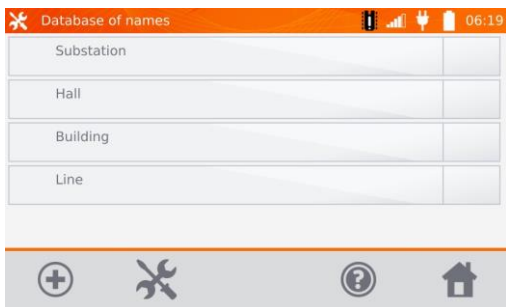 Database of names 06:19
Substation
Hall
Building
Line